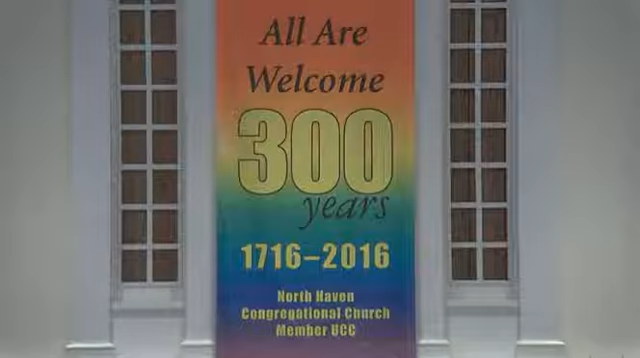 All Are
Welcome
300
years
1716–2016
North Haven
Congregational Church
Member UCC